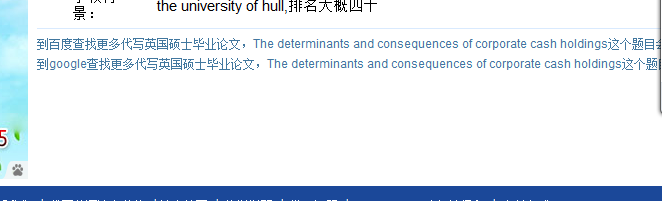 景： the university of hull,排名大概四十
到百度查找更多代写英国硕士毕业论文，The determinants and consequences of corporate cash holdings这个题目
到google查找更多代写英国硕士毕业论文，The determinants and consequences of corporate cash holdings这个题
5